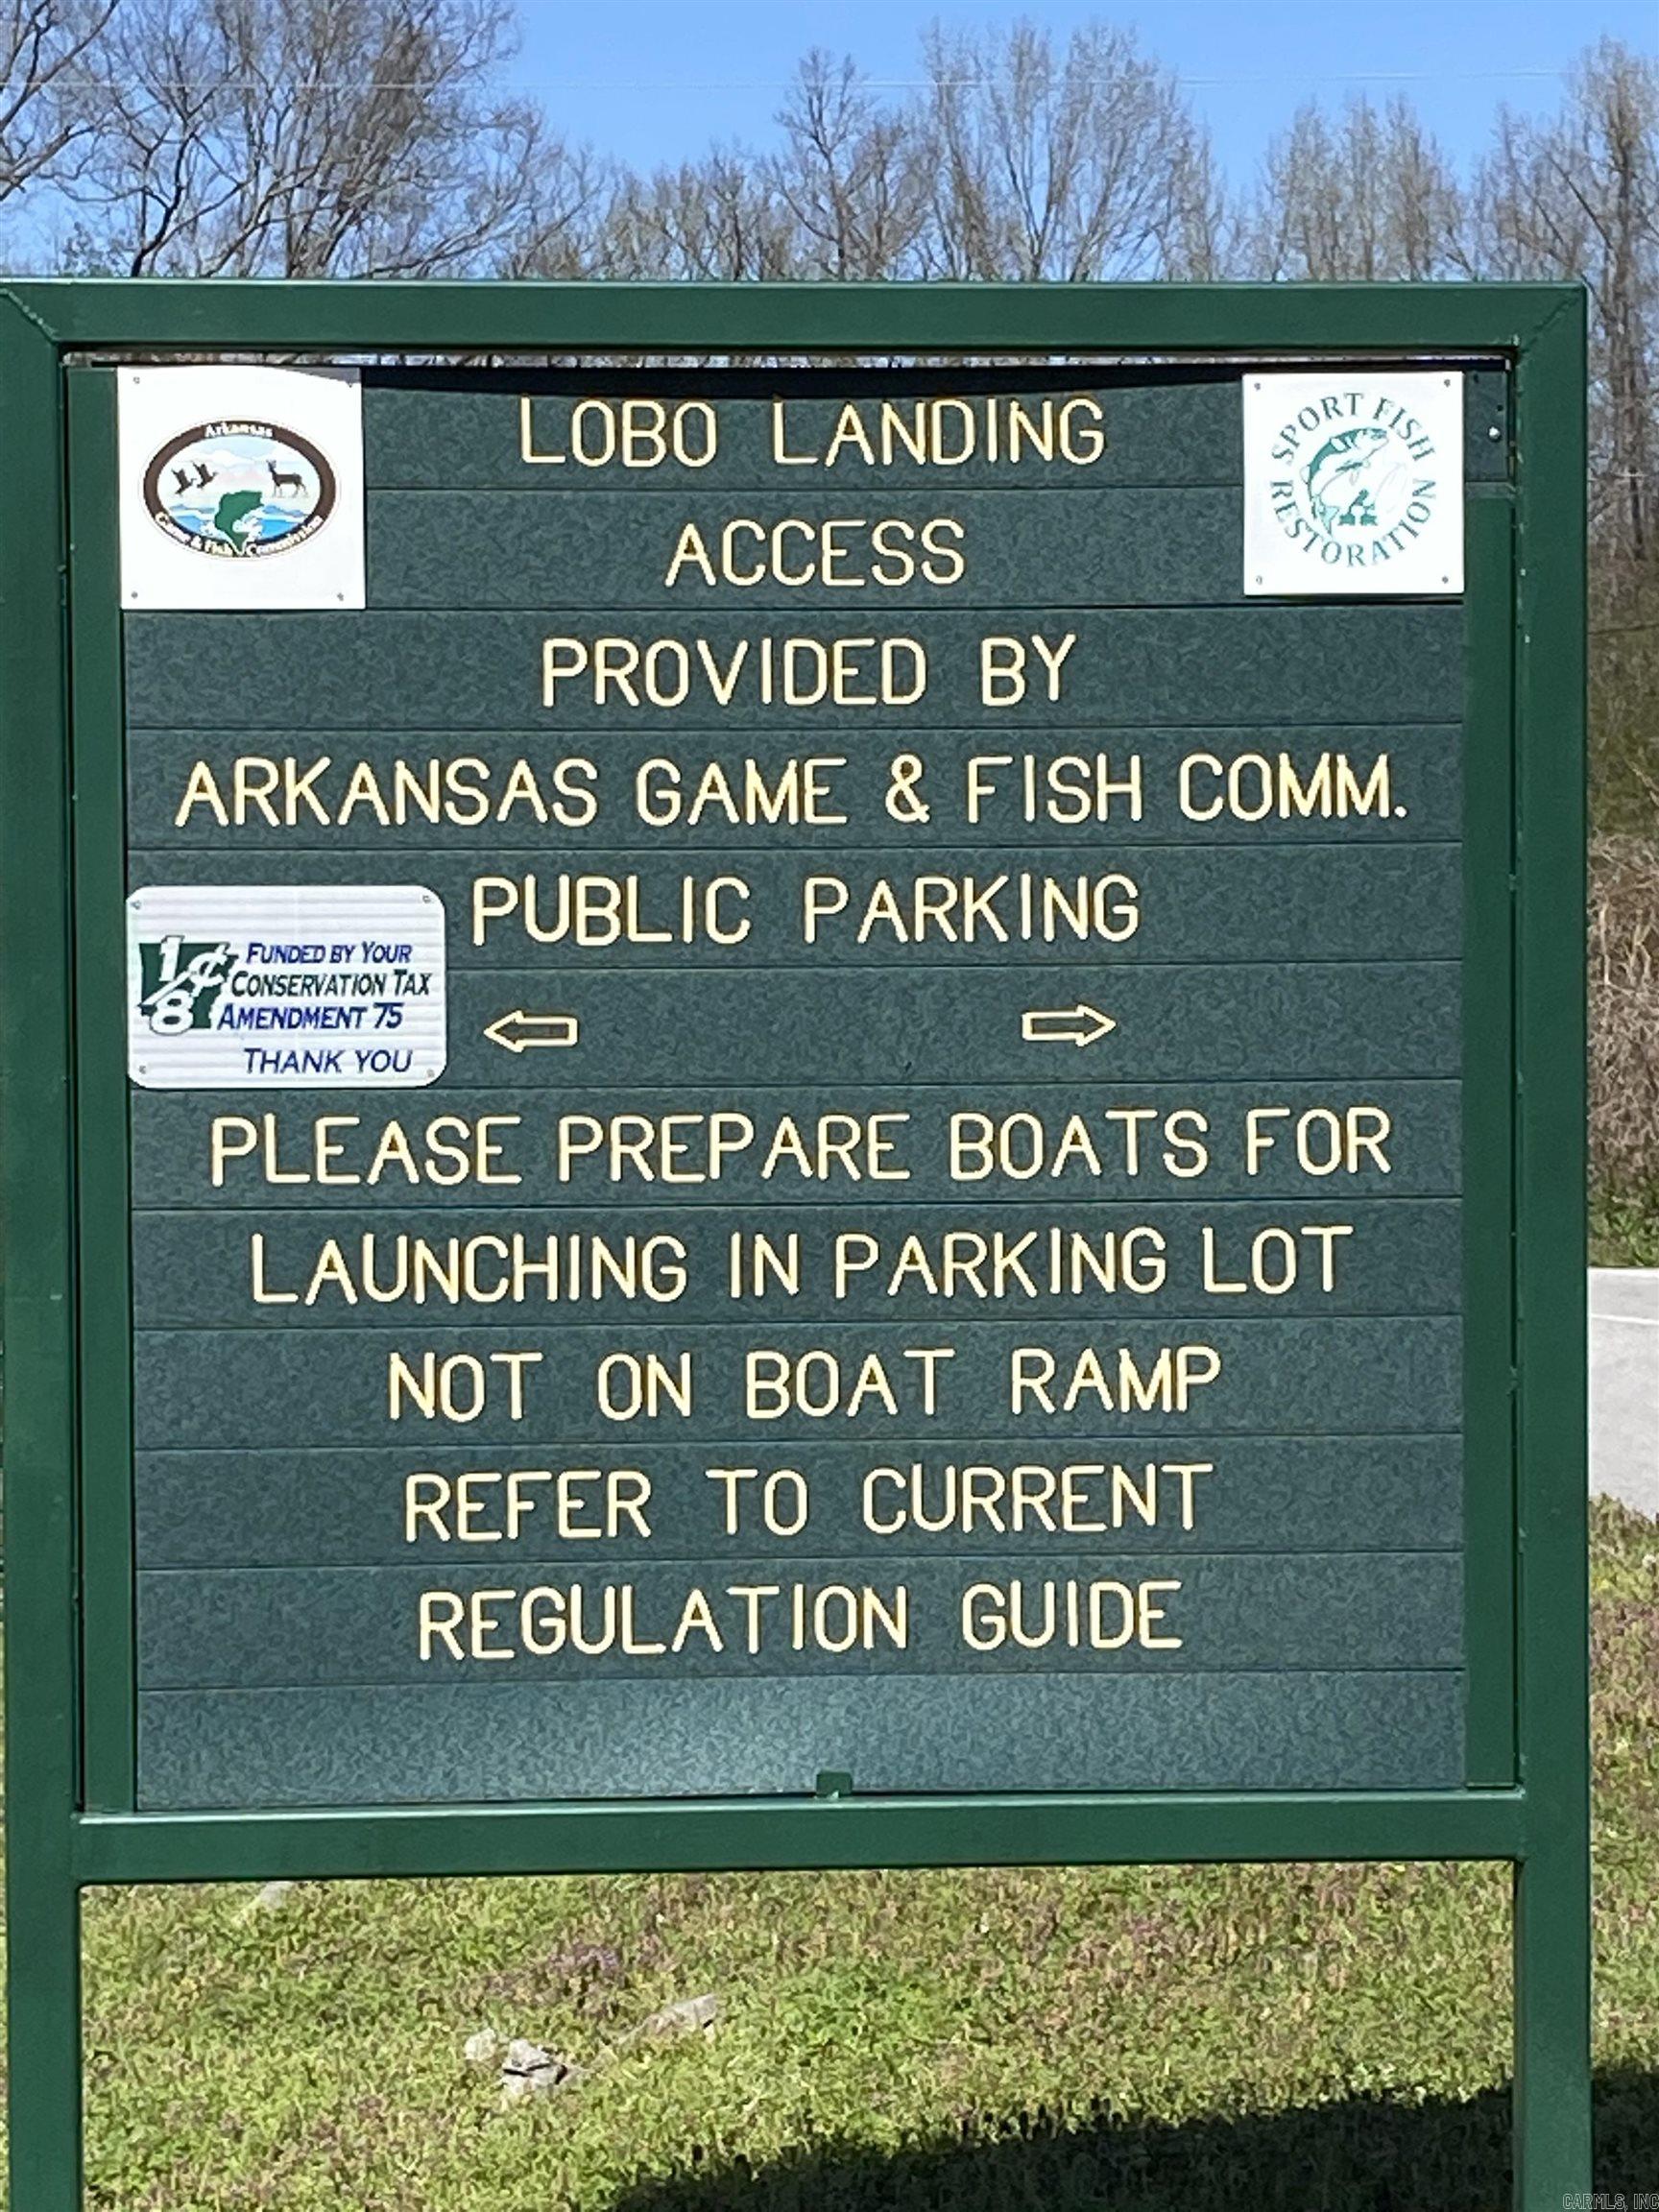 LOBO LANDING
ACCESS
PROVIDED BY
ARKANSAS GAME & FISH COMM.
PUBLIC PARKING
PLEASE PREPARE BOATS FOR
LAUNCHING IN PARKING LOT
NOT ON BOAT RAMP
REFER TO CURRENT
REGULATION GUIDE
Arkansas
Game & Fish Commission
SPORT FISH
RESTORATION
1/8¢
FUNDED BY YOUR
CONSERVATION TAX
AMENDMENT 75
THANK YOU
CARMLS, INC